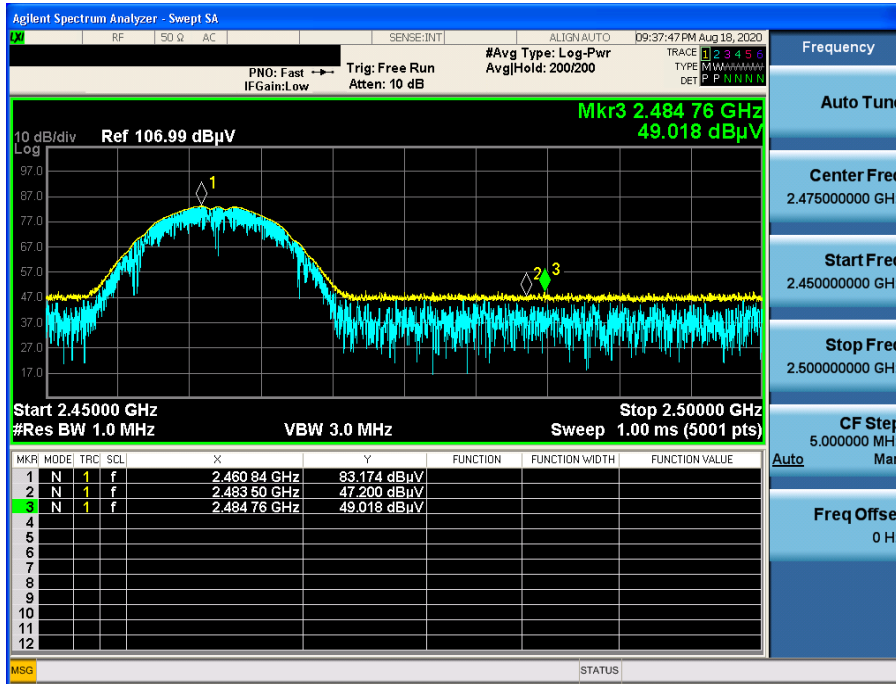 Agilent Spectrum Analyzer - Swept SA
LXI RF 50 Ω AC SENSE:INT ALIGN AUTO 09:37:47 PM Aug 18, 2020
#Avg Type: Log-Pwr TRACE 1 2 3 4 5 6
PNO: Fast Trig: Free Run Avg|Hold: 200/200 TYPE M W W W W W
IFGain:Low Atten: 10 dB DET P P N N N N
Mkr3 2.484 76 GHz
49.018 dBµV
10 dB/div Ref 106.99 dBµV
Log
97.0
87.0
77.0
67.0
57.0
47.0
37.0
27.0
17.0
1
2 3
Start 2.45000 GHz Stop 2.50000 GHz
#Res BW 1.0 MHz VBW 3.0 MHz Sweep 1.00 ms (5001 pts)
MKR MODE TRC SCL X Y FUNCTION FUNCTION WIDTH FUNCTION VALUE
1 N 1 f 2.460 84 GHz 83.174 dBµV
2 N 1 f 2.483 50 GHz 47.200 dBµV
3 N 1 f 2.484 76 GHz 49.018 dBµV
4
5
6
7
8
9
10
11
12
MSG STATUS
Frequency
Auto Tun
Center Fre
2.475000000 GH
Start Fre
2.450000000 GH
Stop Fre
2.500000000 GH
CF Step
5.000000 MH
Auto Ma
Freq Offse
0 H